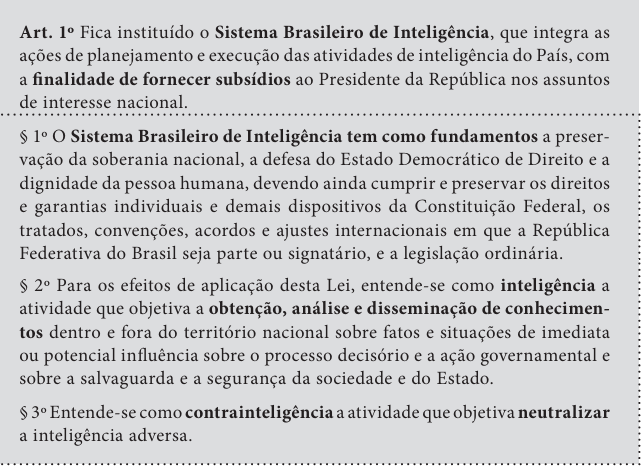 Art. 1º Fica instituído o Sistema Brasileiro de Inteligência, que integra as
ações de planejamento e execução das atividades de inteligência do País, com
a finalidade de fornecer subsídios ao Presidente da República nos assuntos
de interesse nacional.
§ 1º O Sistema Brasileiro de Inteligência tem como fundamentos a preser-
vação da soberania nacional, a defesa do Estado Democrático de Direito e a
dignidade da pessoa humana, devendo ainda cumprir e preservar os direitos
e garantias individuais e demais dispositivos da Constituição Federal, os
tratados, convenções, acordos e ajustes internacionais em que a República
Federativa do Brasil seja parte ou signatário, e a legislação ordinária.
§ 2º Para os efeitos de aplicação desta Lei, entende-se como inteligência a
atividade que objetiva a obtenção, análise e disseminação de conhecimen-
tos dentro e fora do território nacional sobre fatos e situações de imediata
ou potencial influência sobre o processo decisório e a ação governamental e
sobre a salvaguarda e a segurança da sociedade e do Estado.
§ 3º Entende-se como contrainteligência a atividade que objetiva neutralizar
a inteligência adversa.